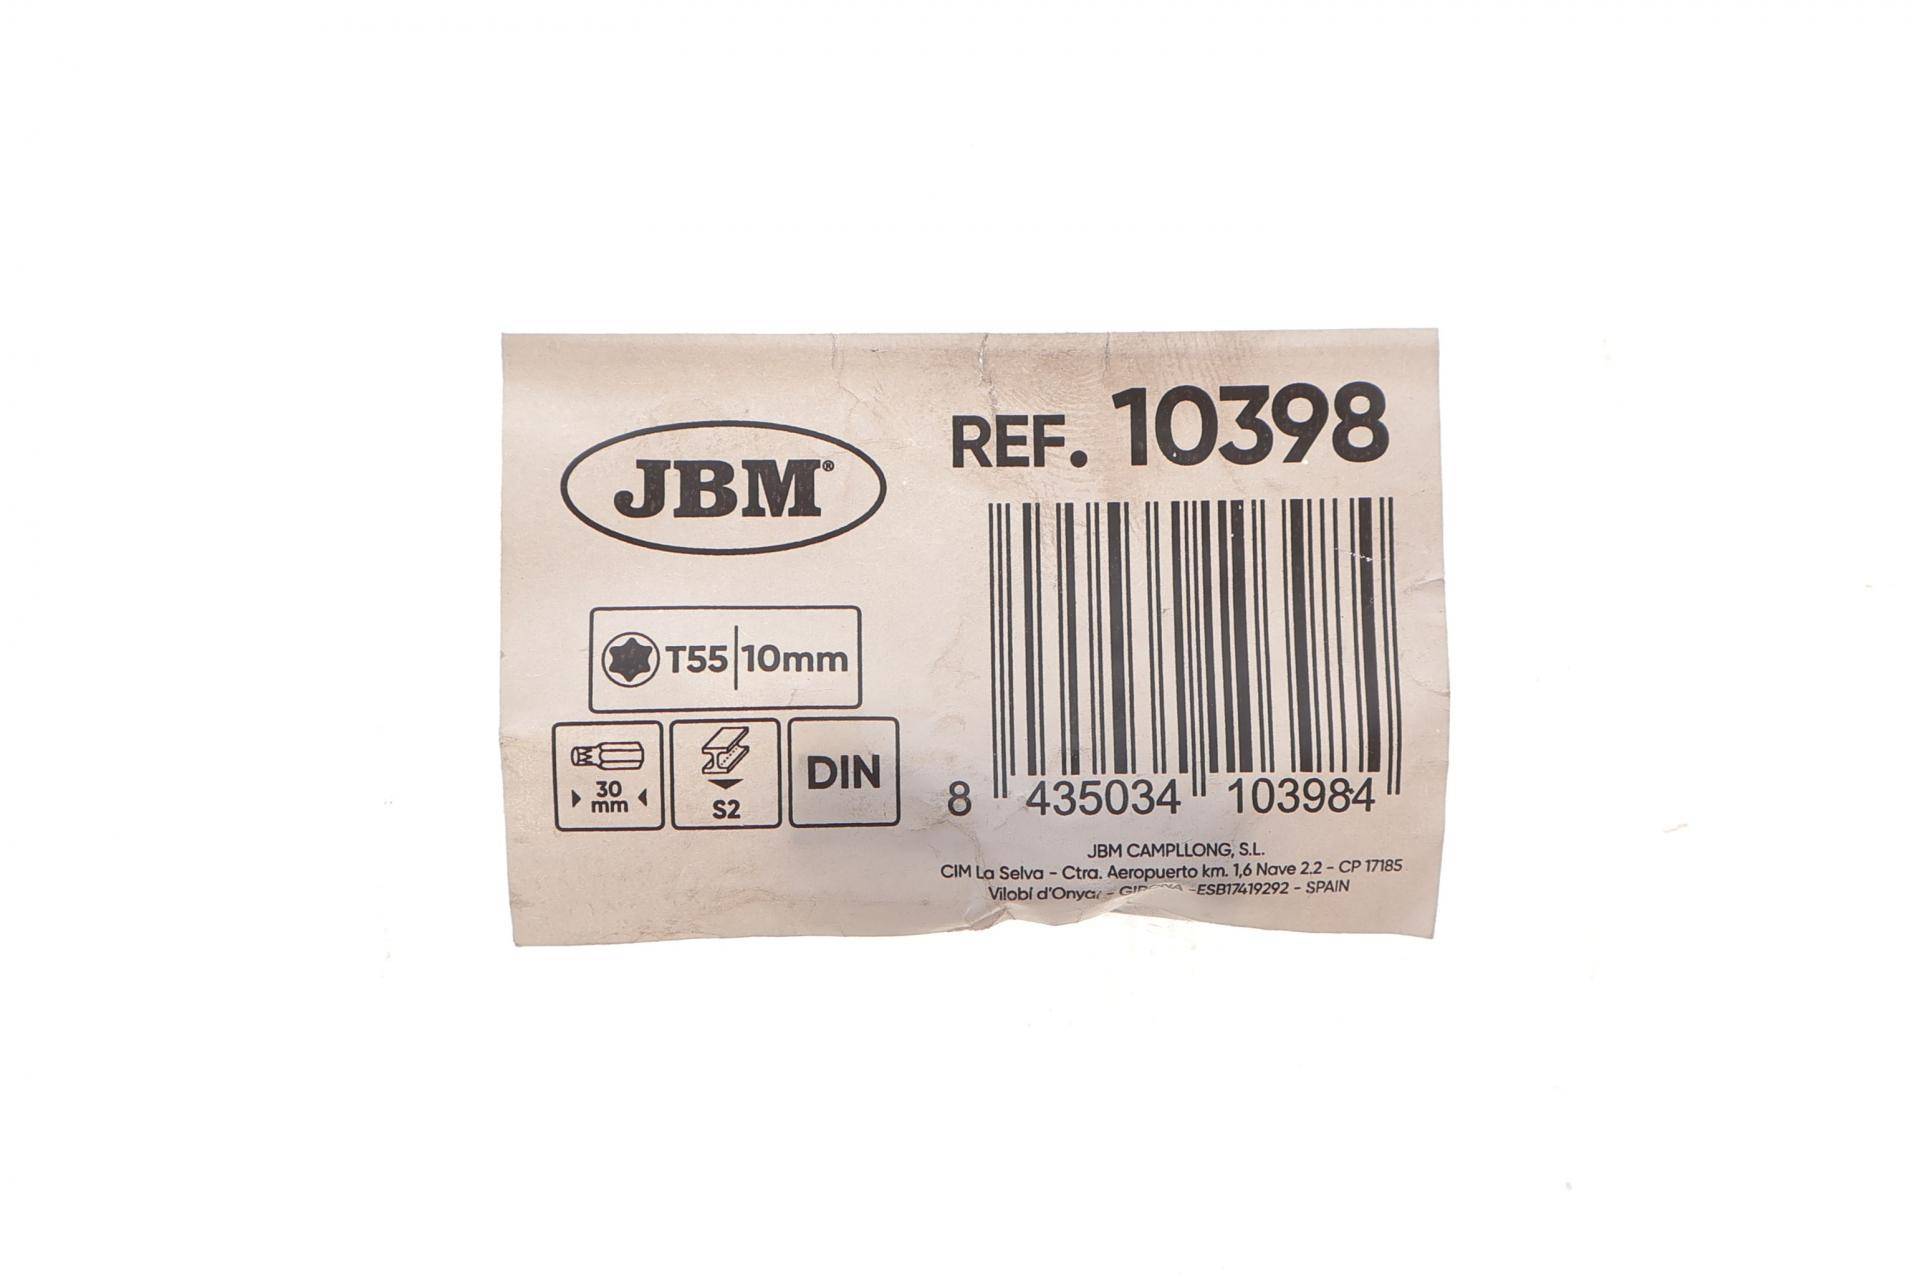 JBM®
T55|10mm
30
mm
S2
DIN
REF. 10398
8 435034 103984
JBM CAMPLLONG, S.L.
CIM La Selva - Ctra. Aeropuerto km. 1,6 Nave 2.2 - CP 17185
Vilobí d'Onyar - -ESB17419292 - SPAIN